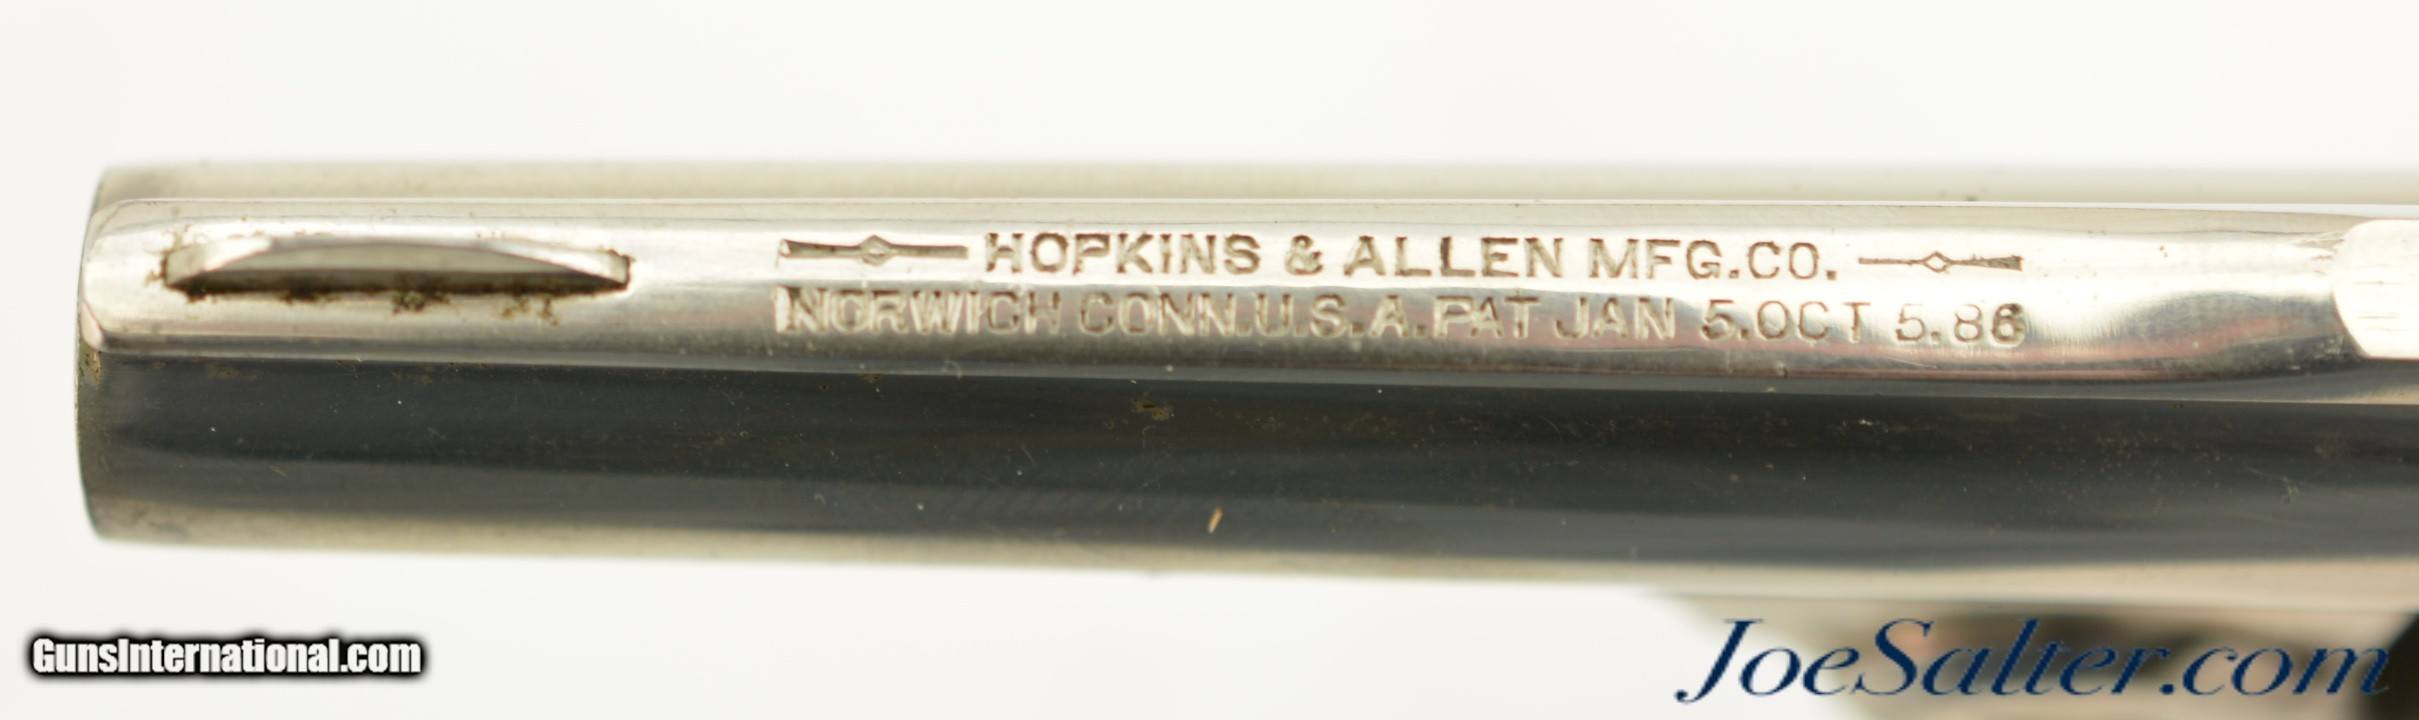 HOPKINS & ALLEN MFG.CO.
NORWICH CONN.U.S.A.PAT JAN 5.OCT 5.86
GunsInternational.com
JoeSalter.com